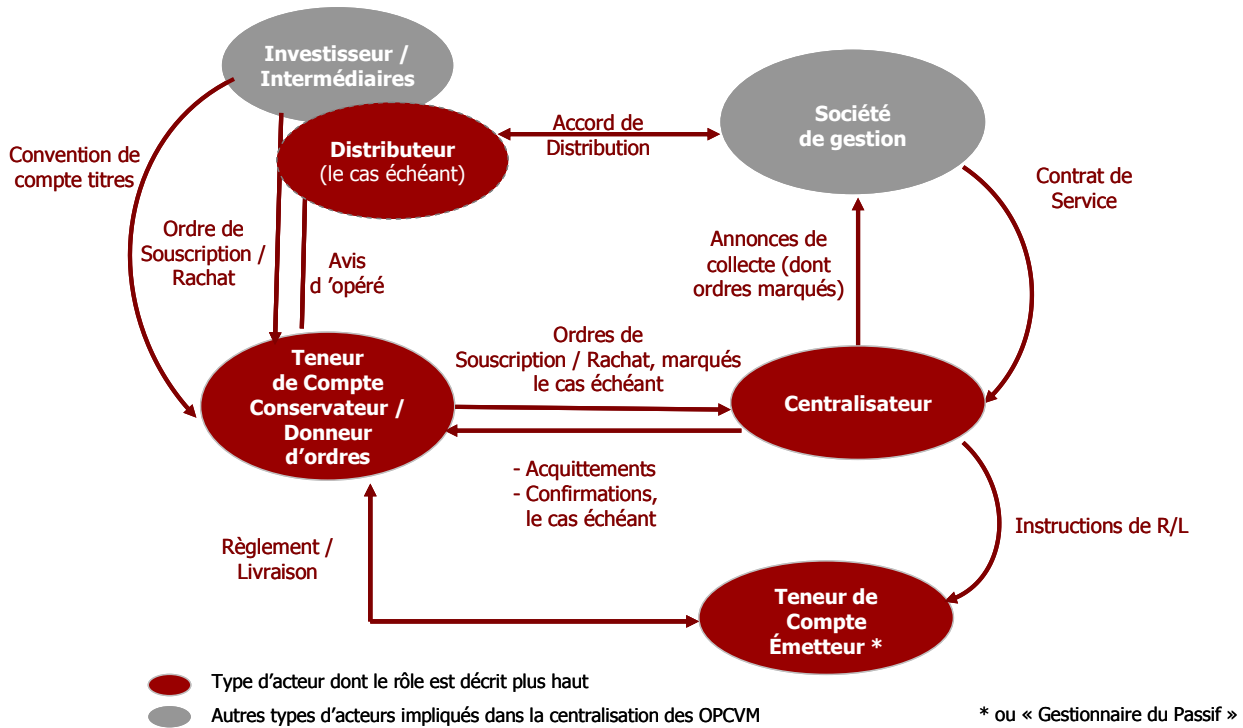 Investisseur /
Intermédiaires
Distributeur
(le cas échéant)
Accord de
Distribution
Société
de gestion
Convention de
compte titres
Contrat de
Service
Ordre de
Souscription /
Rachat
Avis
d ’opéré
Annonces de
collecte (dont
ordres marqués)
Teneur
de Compte
Conservateur /
Donneur
d’ordres
Ordres de
Souscription / Rachat, marqués
le cas échéant
Centralisateur
- Acquittements
- Confirmations,
le cas échéant
Règlement /
Livraison
Instructions de R/L
Teneur de
Compte
Émetteur *
Type d’acteur dont le rôle est décrit plus haut
Autres types d’acteurs impliqués dans la centralisation des OPCVM
* ou « Gestionnaire du Passif »